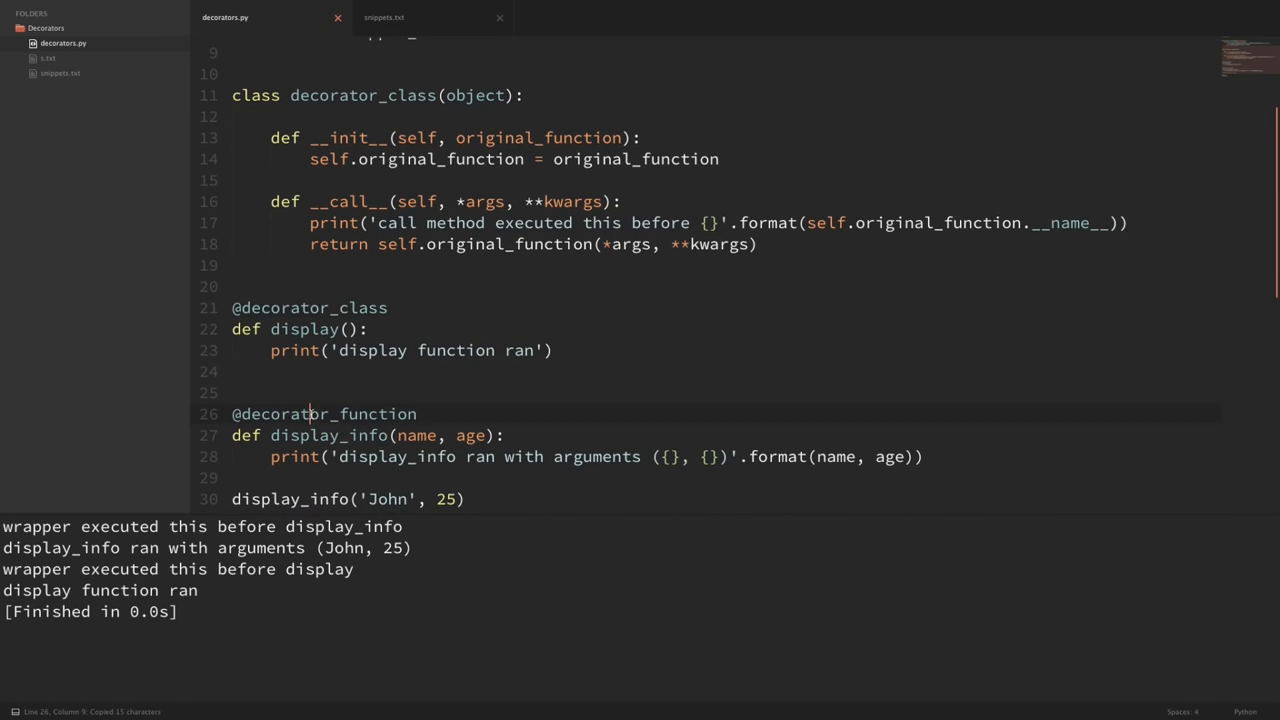 FOLDERS
Decorators
decorators.py
s.txt
snippets.txt
decorators.py
snippets.txt
9
10
11 class decorator_class(object):
12
13 def __init__(self, original_function):
14 self.original_function = original_function
15
16 def __call__(self, *args, **kwargs):
17 print('call method executed this before {}'.format(self.original_function.__name__))
18 return self.original_function(*args, **kwargs)
19
20
21 @decorator_class
22 def display():
23 print('display function ran')
24
25
26 @decorator_function
27 def display_info(name, age):
28 print('display_info ran with arguments ({}, {})'.format(name, age))
29
30 display_info('John', 25)
wrapper executed this before display_info
display_info ran with arguments (John, 25)
wrapper executed this before display
display function ran
[Finished in 0.0s]
Line 26, Column 9; Copied 15 characters
Spaces: 4
Python